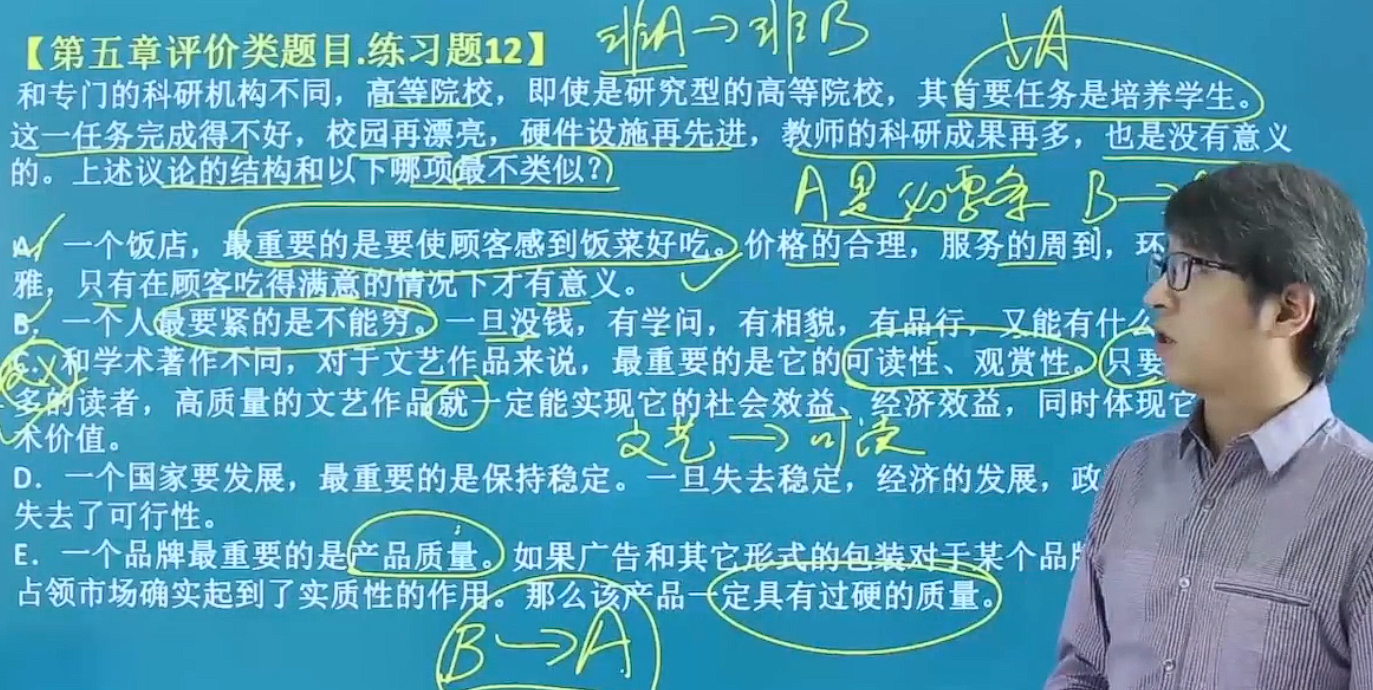 非A→非B
↓A
【第五章评价类题目.练习题12】
和专门的科研机构不同，高等院校，即使是研究型的高等院校，其首要任务是培养学生。
这一任务完成得不好，校园再漂亮，硬件设施再先进，教师的科研成果再多，也是没有意义
的。上述议论的结构和以下哪项最不类似？
A是必要条 B→
A. 一个饭店，最重要的是要使顾客感到饭菜好吃。价格的合理，服务的周到，环
雅，只有在顾客吃得满意的情况下才有意义。
B. 一个人最要紧的是不能穷。一旦没钱，有学问，有相貌，有品行，又能有什么
C. 和学术著作不同，对于文艺作品来说，最重要的是它的可读性、观赏性。只要
多的读者，高质量的文艺作品就一定能实现它的社会效益、经济效益，同时体现它
术价值。
文艺→可读
D. 一个国家要发展，最重要的是保持稳定。一旦失去稳定，经济的发展，政
失去了可行性。
E. 一个品牌最重要的是产品质量。如果广告和其它形式的包装对于某个品牌
占领市场确实起到了实质性的作用。那么该产品一定具有过硬的质量。
B→A